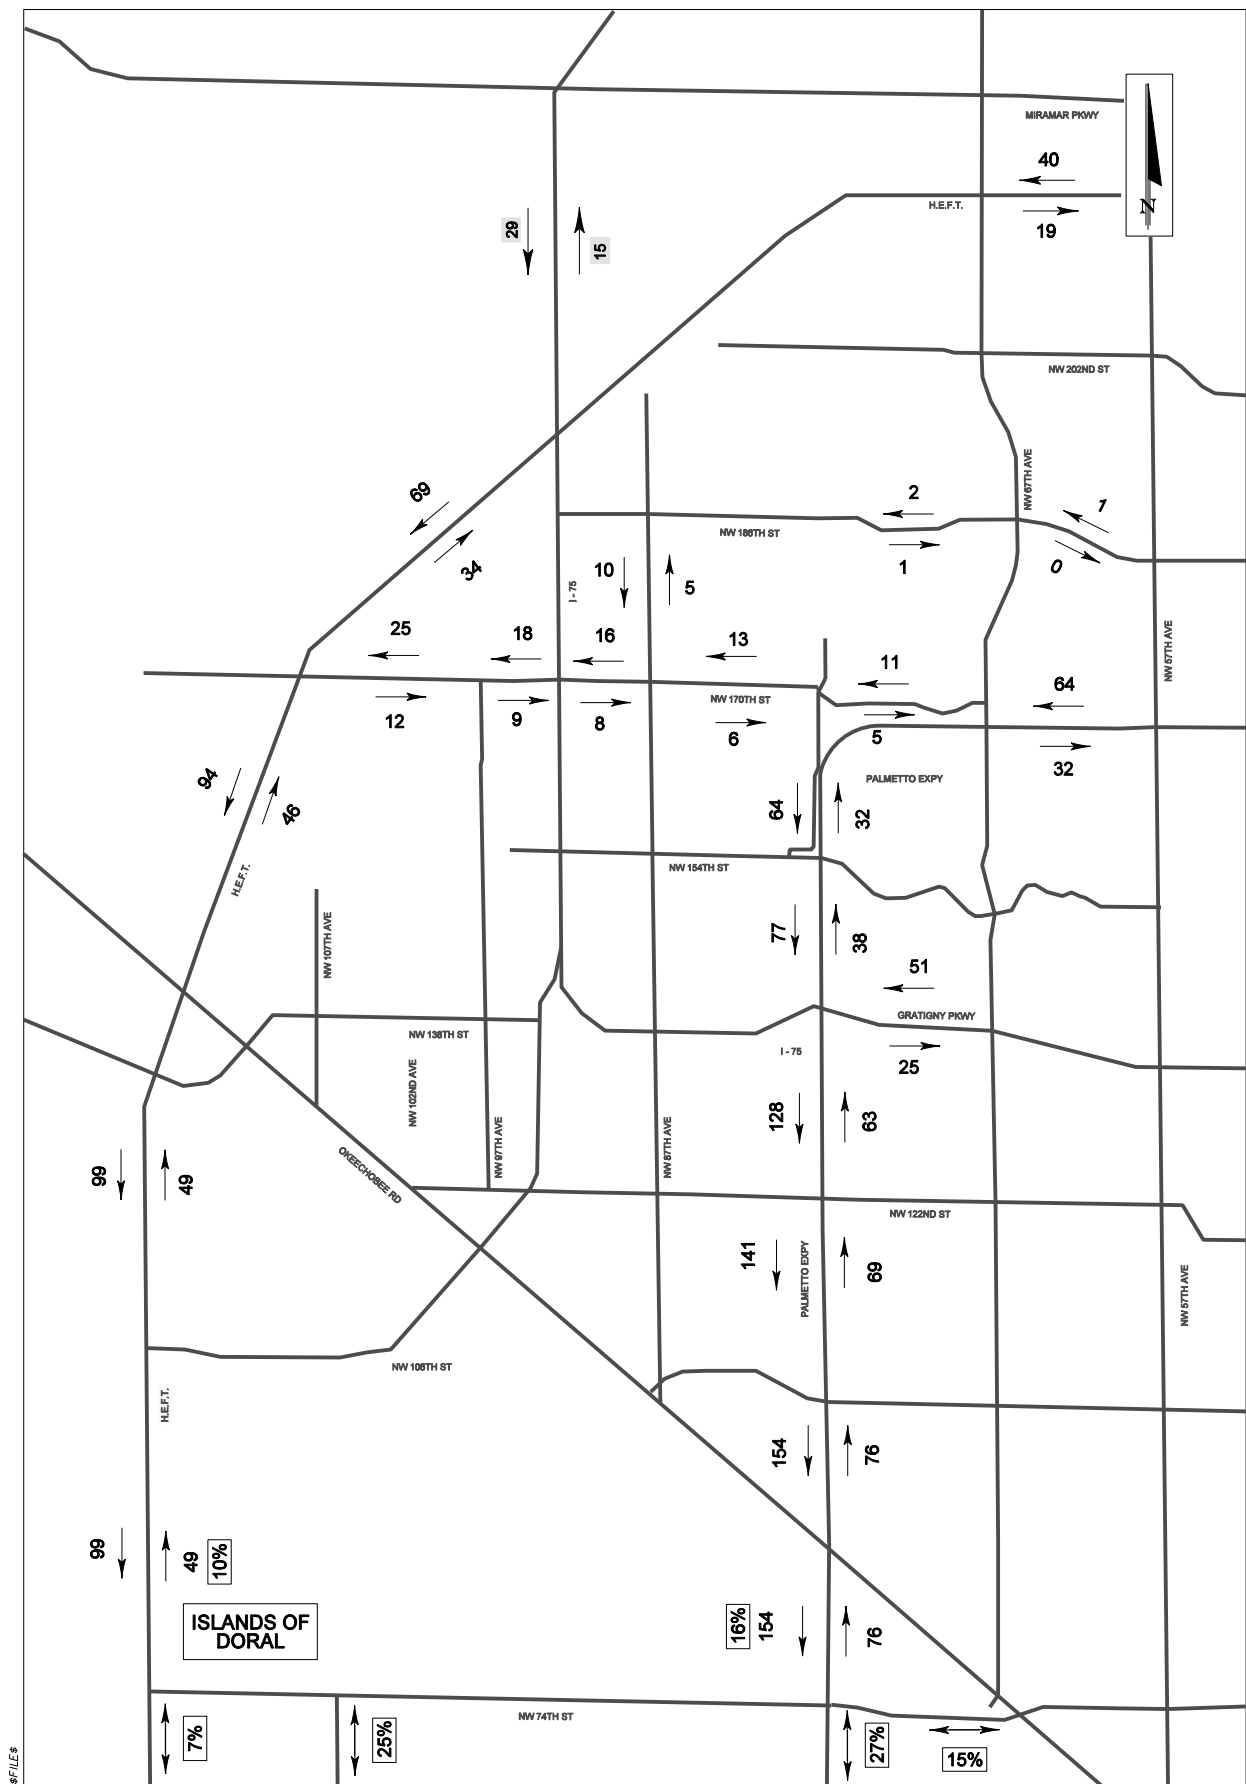 MIRAMAR PKWY
40
H.E.F.T.
N
19
29
15
NW 202ND ST
NW 67TH AVE
69
34
2
1
NW 186TH ST
1
0
I - 75
10
5
25
18
16
13
11
64
NW 57TH AVE
NW 170TH ST
12
9
8
6
5
32
PALMETTO EXPY
94
46
64
32
H.E.F.T.
NW 154TH ST
NW 107TH AVE
77
38
51
GRATIGNY PKWY
NW 138TH ST
I - 75
25
NW 102ND AVE
128
63
NW 97TH AVE
NW 87TH AVE
OKEECHOBEE RD
99
49
NW 122ND ST
141
69
PALMETTO EXPY
NW 57TH AVE
NW 106TH ST
H.E.F.T.
154
76
99
49
10%
ISLANDS OF
DORAL
16%
154
76
NW 74TH ST
7%
25%
27%
15%
$FILE$